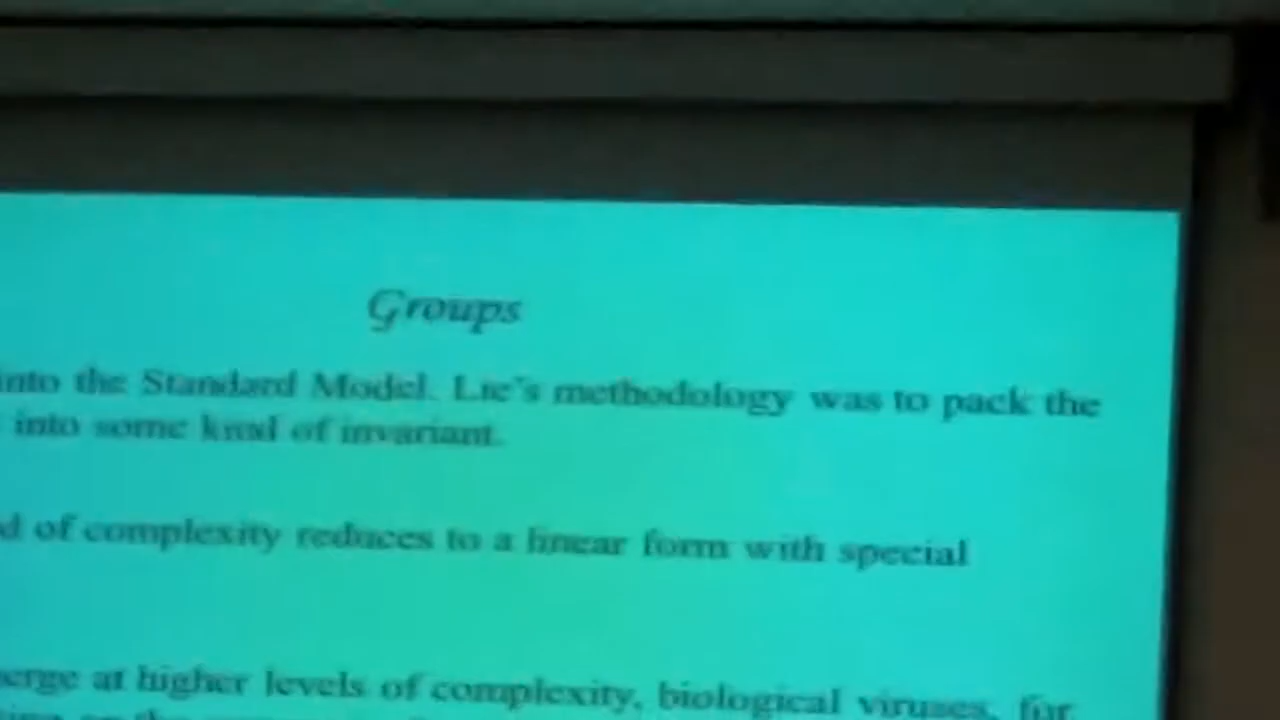 Groups
into the Standard Model. Lie's methodology was to pack the
into some kind of invariant.
of complexity reduces to a linear form with special
at higher levels of complexity, biological viruses, for